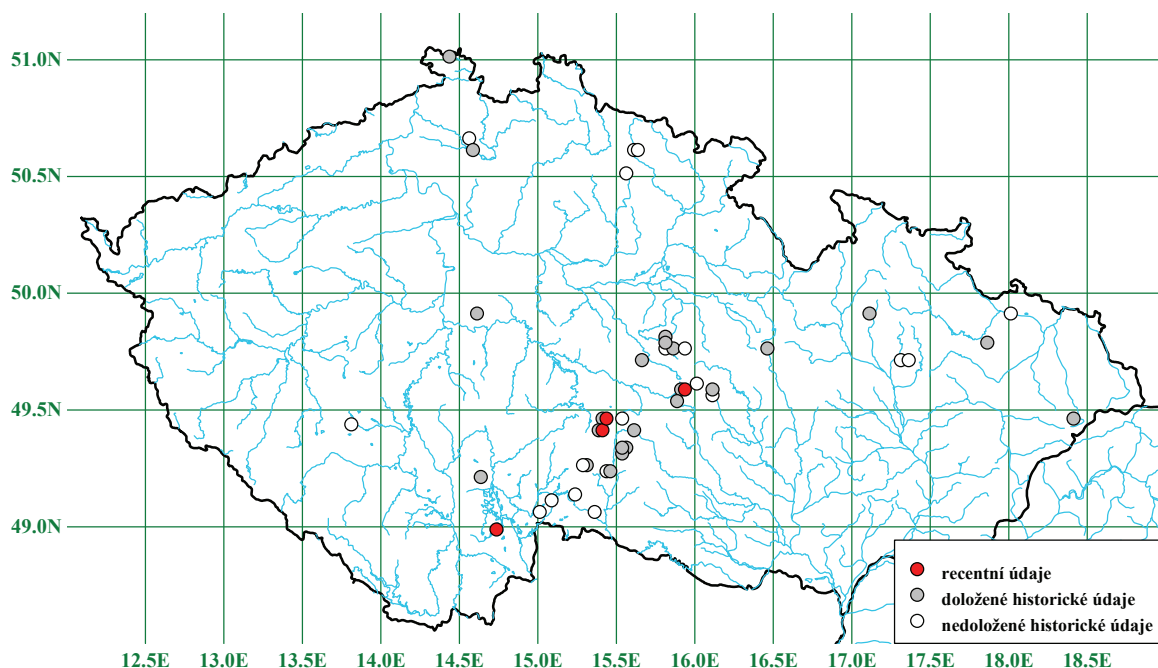 51.0N
50.5N
50.0N
49.5N
49.0N
recentní údaje
doložené historické údaje
nedoložené historické údaje
12.5E 13.0E 13.5E 14.0E 14.5E 15.0E 15.5E 16.0E 16.5E 17.0E 17.5E 18.0E 18.5E